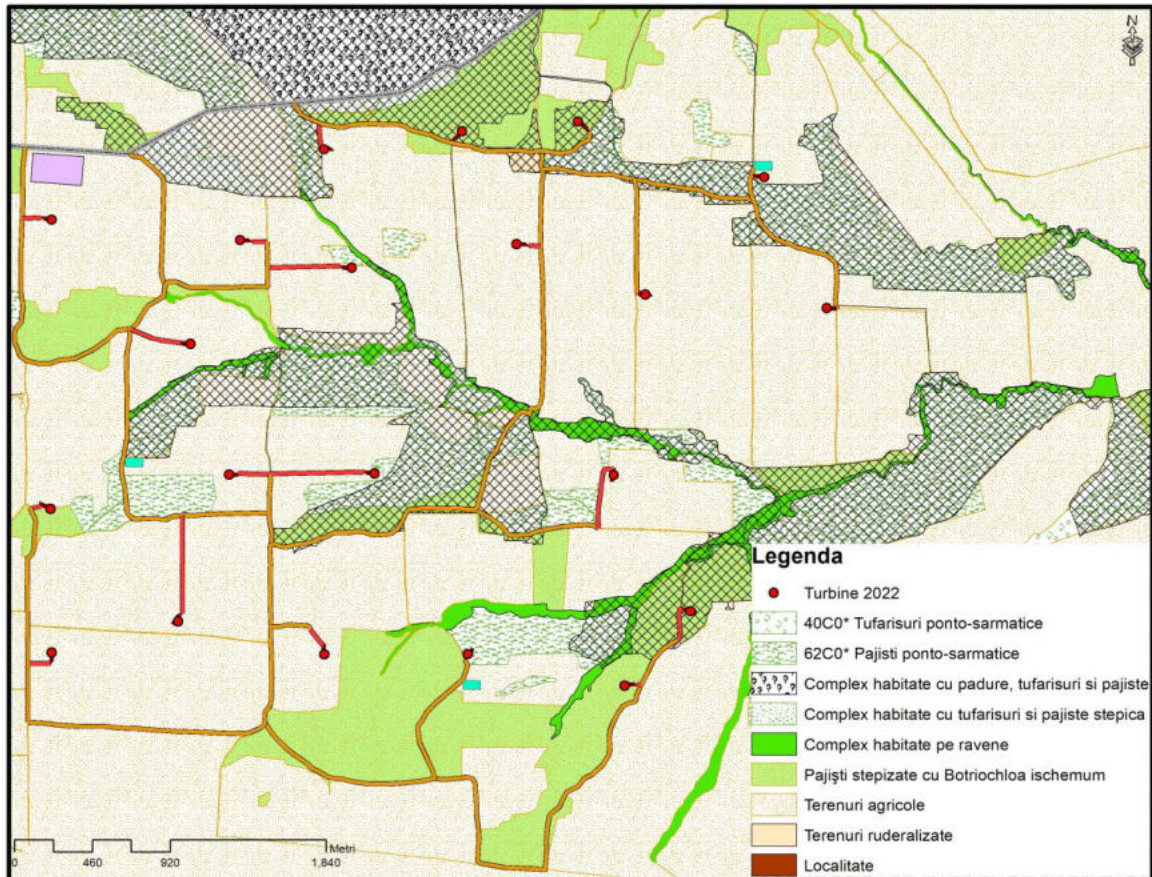 N
Legenda
Turbine 2022
40C0* Tufarisuri ponto-sarmatice
62C0* Pajisti ponto-sarmatice
Complex habitate cu padure, tufarisuri si pajiste
Complex habitate cu tufarisuri si pajiste stepica
Complex habitate pe ravene
Pajişti stepizate cu Botriochloa ischemum
Terenuri agricole
Terenuri ruderalizate
Localitate
Metri
0 460 920 1,840